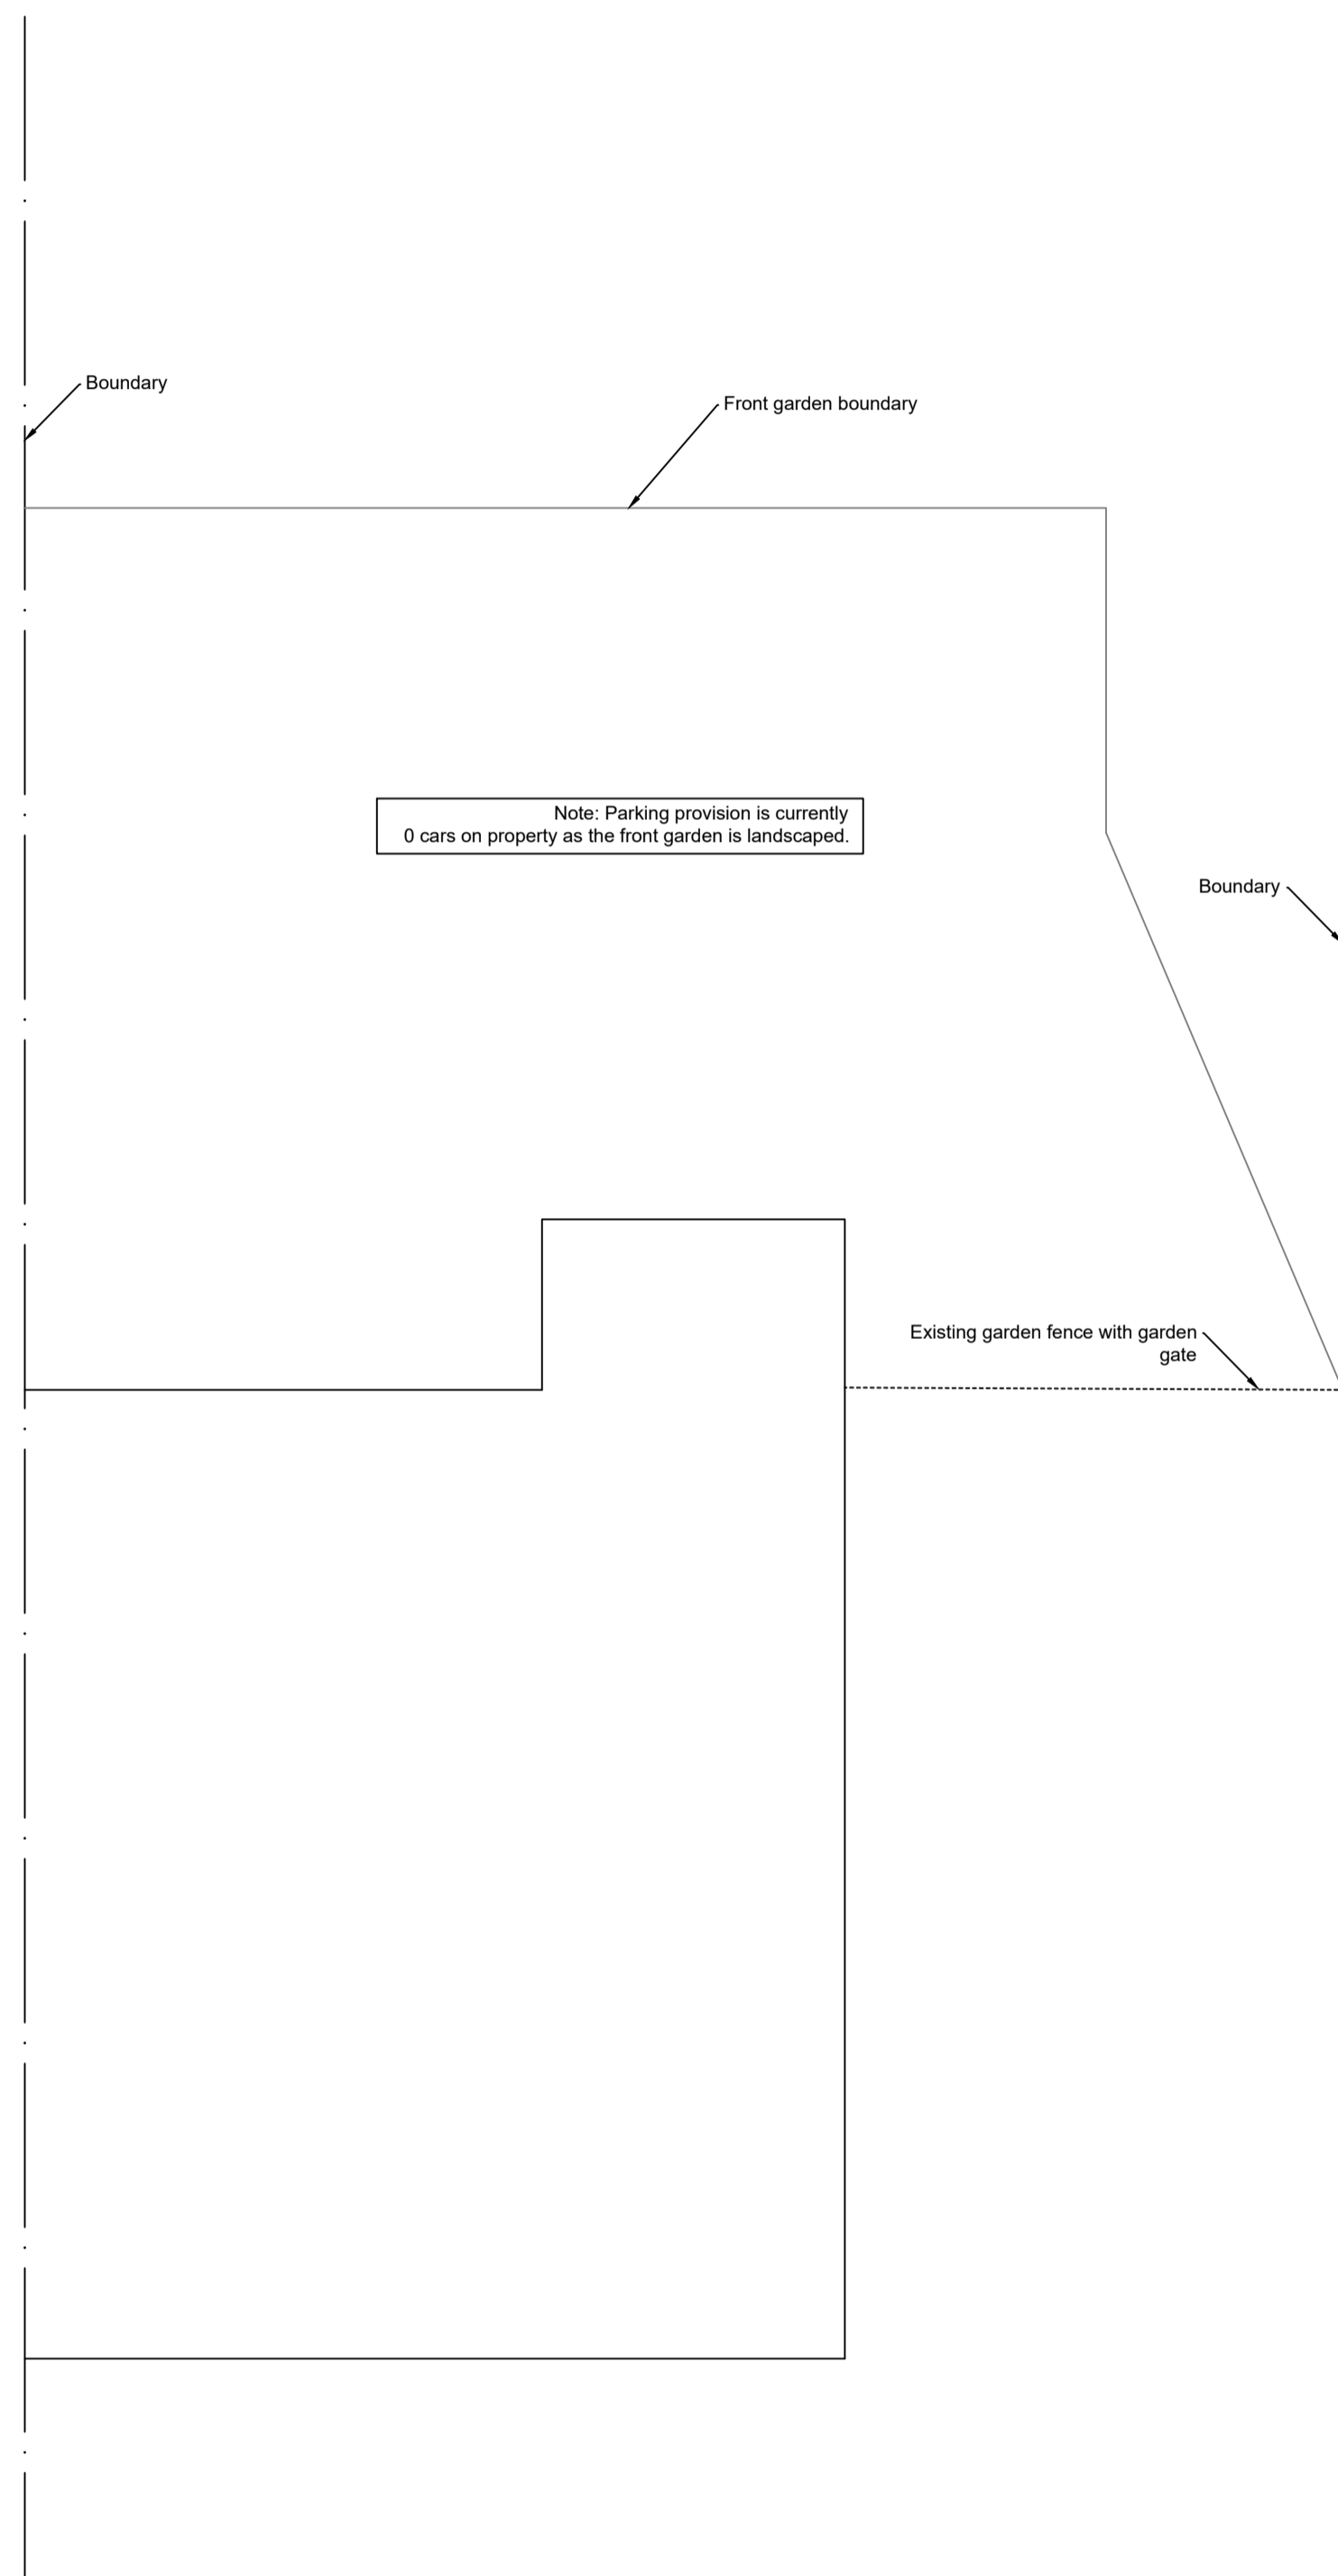 Boundary
Front garden boundary
Note: Parking provision is currently
0 cars on property as the front garden is landscaped.
Boundary
Existing garden fence with garden
gate